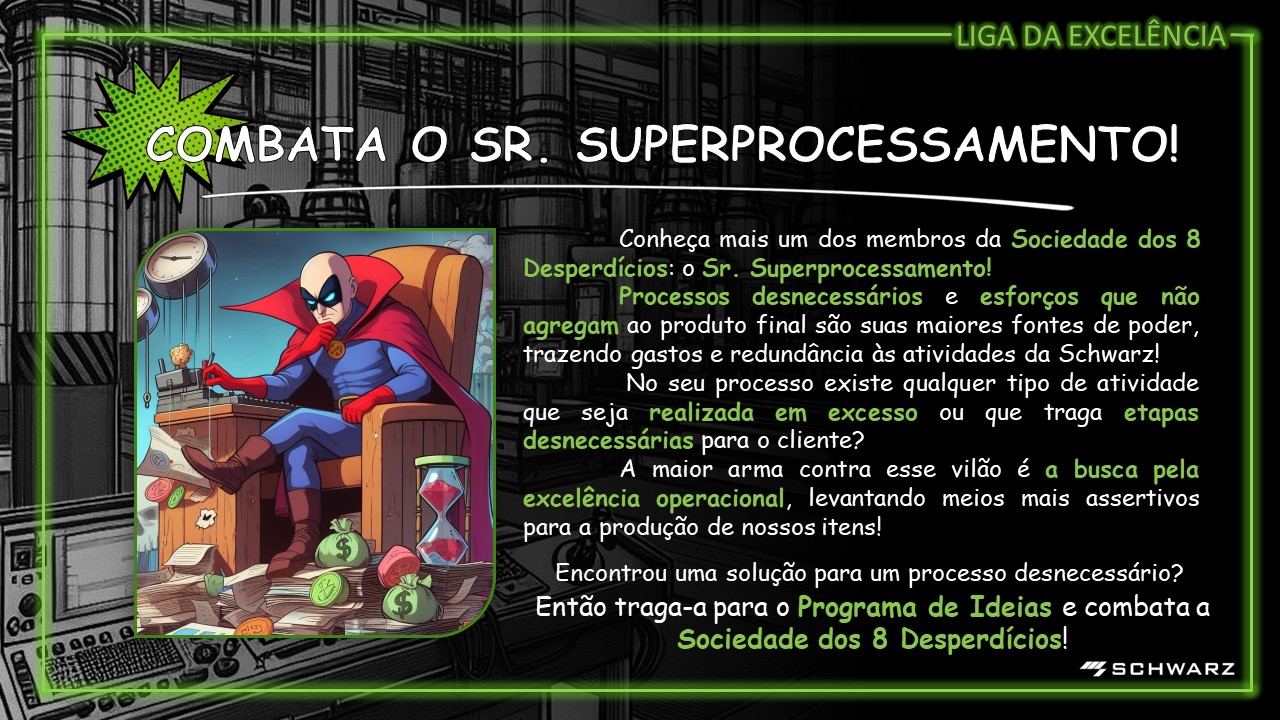 LIGA DA EXCELÊNCIA
COMBATA O SR. SUPERPROCESSAMENTO!
Conheça mais um dos membros da Sociedade dos 8
Desperdícios: o Sr. Superprocessamento!
Processos desnecessários e esforços que não
agregam ao produto final são suas maiores fontes de poder,
trazendo gastos e redundância às atividades da Schwarz!
No seu processo existe qualquer tipo de atividade
que seja realizada em excesso ou que traga etapas
desnecessárias para o cliente?
A maior arma contra esse vilão é a busca pela
excelência operacional, levantando meios mais assertivos
para a produção de nossos itens!
Encontrou uma solução para um processo desnecessário?
Então traga-a para o Programa de Ideias e combata a
Sociedade dos 8 Desperdícios!
SCHWARZ
$
$